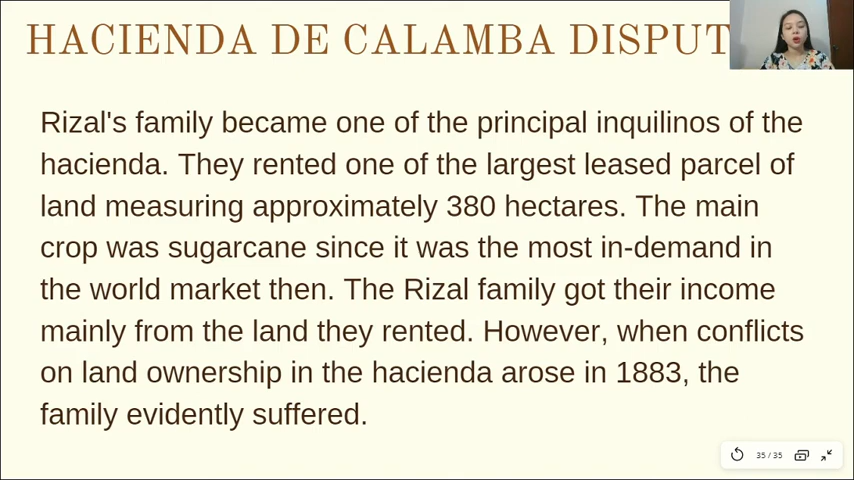 HACIENDA DE CALAMBA DISPUT
Rizal's family became one of the principal inquilinos of the
hacienda. They rented one of the largest leased parcel of
land measuring approximately 380 hectares. The main
crop was sugarcane since it was the most in-demand in
the world market then. The Rizal family got their income
mainly from the land they rented. However, when conflicts
on land ownership in the hacienda arose in 1883, the
family evidently suffered.
35 / 35